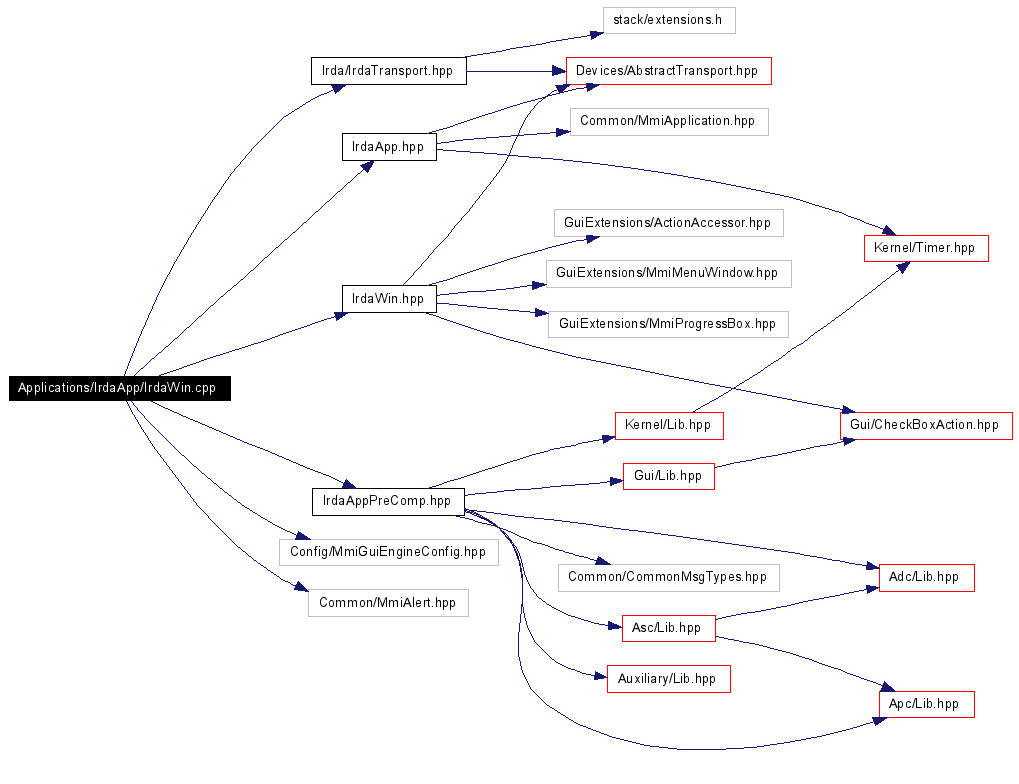 stack/extensions.h
Irda/IrdaTransport.hpp
Devices/AbstractTransport.hpp
Common/MmiApplication.hpp
IrdaApp.hpp
GuiExtensions/ActionAccessor.hpp
Kernel/Timer.hpp
GuiExtensions/MmiMenuWindow.hpp
IrdaWin.hpp
GuiExtensions/MmiProgressBox.hpp
Applications/IrdaApp/IrdaWin.cpp
Kernel/Lib.hpp
Gui/CheckBoxAction.hpp
Gui/Lib.hpp
IrdaAppPreComp.hpp
Config/MmiGuiEngineConfig.hpp
Common/CommonMsgTypes.hpp
Adc/Lib.hpp
Common/MmiAlert.hpp
Asc/Lib.hpp
Auxiliary/Lib.hpp
Apc/Lib.hpp